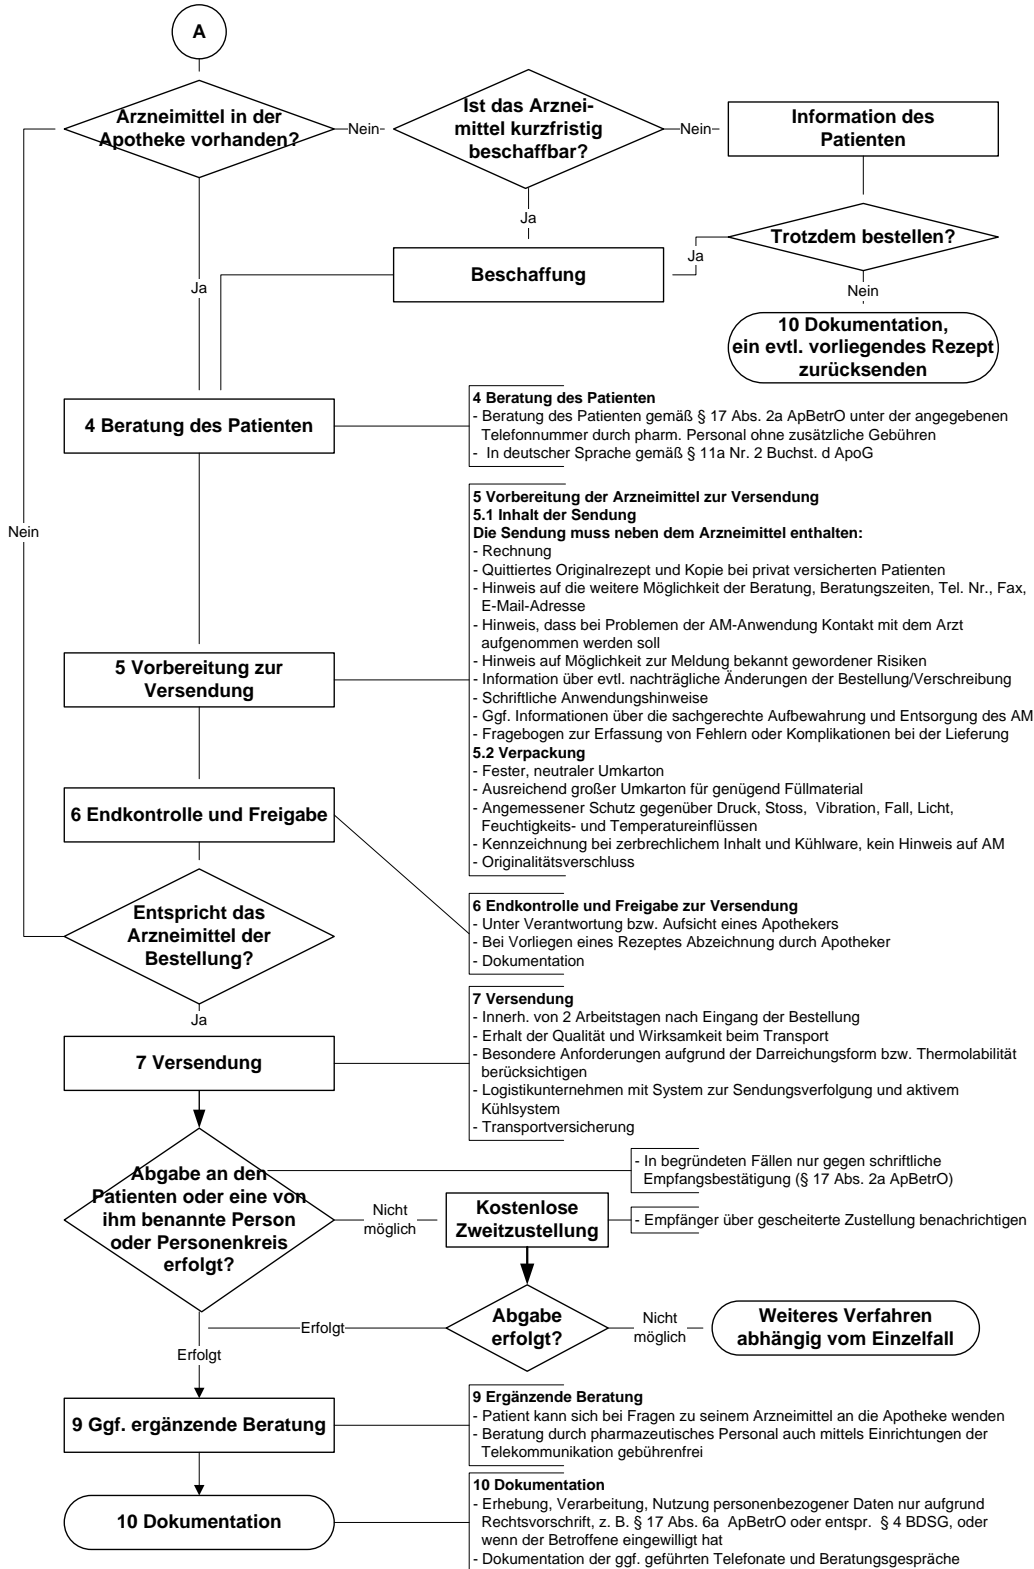 A
Arzneimittel in der
Apotheke vorhanden?
Nein
Ist das Arznei-
mittel kurzfristig
beschaffbar?
Nein
Information des
Patienten
Ja
Trotzdem bestellen?
Ja
Beschaffung
Ja
Nein
10 Dokumentation,
ein evtl. vorliegendes Rezept
zurücksenden
4 Beratung des Patienten
4 Beratung des Patienten
- Beratung des Patienten gemäß § 17 Abs. 2a ApBetrO unter der angegebenen
Telefonnummer durch pharm. Personal ohne zusätzliche Gebühren
- In deutscher Sprache gemäß § 11a Nr. 2 Buchst. d ApoG
Nein
5 Vorbereitung zur
Versendung
5 Vorbereitung der Arzneimittel zur Versendung
5.1 Inhalt der Sendung
Die Sendung muss neben dem Arzneimittel enthalten:
- Rechnung
- Quittiertes Originalrezept und Kopie bei privat versicherten Patienten
- Hinweis auf die weitere Möglichkeit der Beratung, Beratungszeiten, Tel. Nr., Fax,
E-Mail-Adresse
- Hinweis, dass bei Problemen der AM-Anwendung Kontakt mit dem Arzt
aufgenommen werden soll
- Hinweis auf Möglichkeit zur Meldung bekannt gewordener Risiken
- Information über evtl. nachträgliche Änderungen der Bestellung/Verschreibung
- Schriftliche Anwendungshinweise
- Ggf. Informationen über die sachgerechte Aufbewahrung und Entsorgung des AM
- Fragebogen zur Erfassung von Fehlern oder Komplikationen bei der Lieferung
5.2 Verpackung
- Fester, neutraler Umkarton
- Ausreichend großer Umkarton für genügend Füllmaterial
- Angemessener Schutz gegenüber Druck, Stoss, Vibration, Fall, Licht,
Feuchtigkeits- und Temperatureinflüssen
- Kennzeichnung bei zerbrechlichem Inhalt und Kühlware, kein Hinweis auf AM
- Originalitätsverschluss
6 Endkontrolle und Freigabe
6 Endkontrolle und Freigabe zur Versendung
- Unter Verantwortung bzw. Aufsicht eines Apothekers
- Bei Vorliegen eines Rezeptes Abzeichnung durch Apotheker
- Dokumentation
Entspricht das
Arzneimittel der
Bestellung?
Ja
7 Versendung
7 Versendung
- Innerh. von 2 Arbeitstagen nach Eingang der Bestellung
- Erhalt der Qualität und Wirksamkeit beim Transport
- Besondere Anforderungen aufgrund der Darreichungsform bzw. Thermolabilität
berücksichtigen
- Logistikunternehmen mit System zur Sendungsverfolgung und aktivem
Kühlsystem
- Transportversicherung
Abgabe an den
Patienten oder eine von
ihm benannte Person
oder Personenkreis
erfolgt?
- In begründeten Fällen nur gegen schriftliche
Empfangsbestätigung (§ 17 Abs. 2a ApBetrO)
Nicht
möglich
Kostenlose
Zweitzustellung
- Empfänger über gescheiterte Zustellung benachrichtigen
Abgabe
erfolgt?
Erfolgt
Nicht
möglich
Weiteres Verfahren
abhängig vom Einzelfall
Erfolgt
9 Ggf. ergänzende Beratung
9 Ergänzende Beratung
- Patient kann sich bei Fragen zu seinem Arzneimittel an die Apotheke wenden
- Beratung durch pharmazeutisches Personal auch mittels Einrichtungen der
Telekommunikation gebührenfrei
10 Dokumentation
10 Dokumentation
- Erhebung, Verarbeitung, Nutzung personenbezogener Daten nur aufgrund
Rechtsvorschrift, z. B. § 17 Abs. 6a ApBetrO oder entspr. § 4 BDSG, oder
wenn der Betroffene eingewilligt hat
- Dokumentation der ggf. geführten Telefonate und Beratungsgespräche